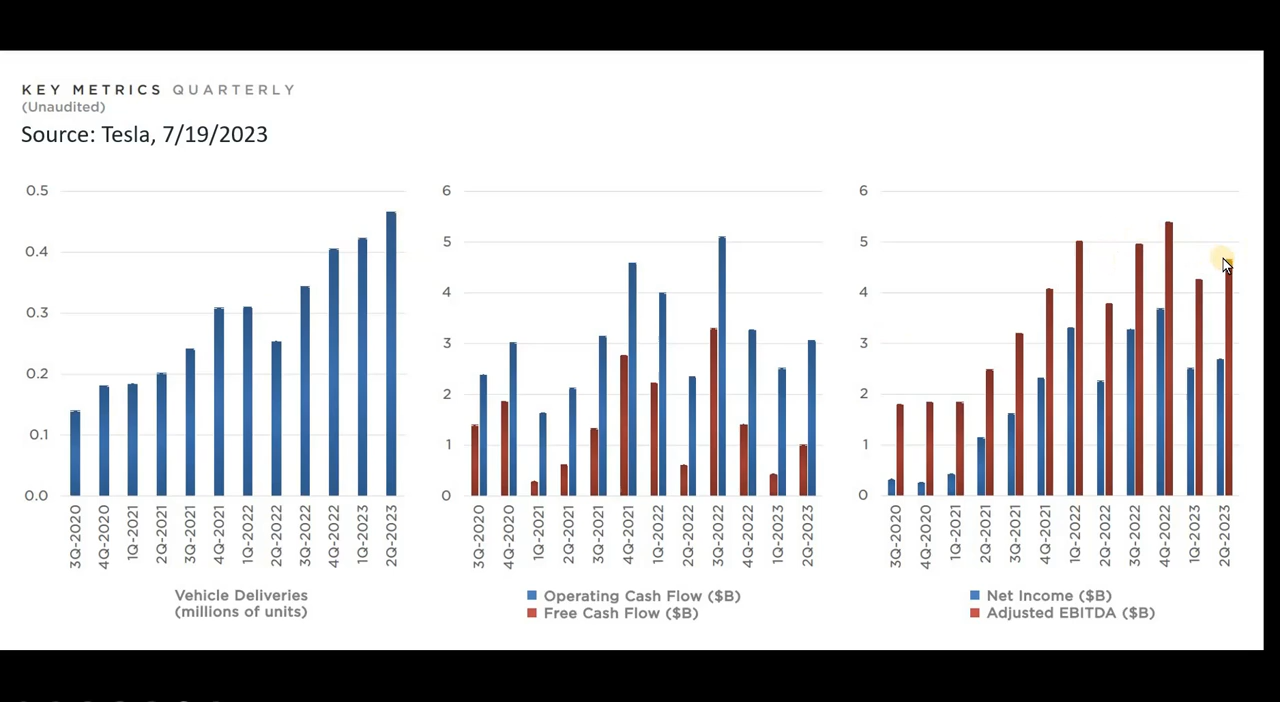 KEY METRICS QUARTERLY
(Unaudited)
Source: Tesla, 7/19/2023
0.5
0.4
0.3
0.2
0.1
0.0
3Q-2020
4Q-2020
1Q-2021
2Q-2021
3Q-2021
4Q-2021
1Q-2022
2Q-2022
3Q-2022
4Q-2022
1Q-2023
2Q-2023
Vehicle Deliveries
(millions of units)
6
5
4
3
2
1
0
3Q-2020
4Q-2020
1Q-2021
2Q-2021
3Q-2021
4Q-2021
1Q-2022
2Q-2022
3Q-2022
4Q-2022
1Q-2023
2Q-2023
Operating Cash Flow ($B)
Free Cash Flow ($B)
6
5
4
3
2
1
0
3Q-2020
4Q-2020
1Q-2021
2Q-2021
3Q-2021
4Q-2021
1Q-2022
2Q-2022
3Q-2022
4Q-2022
1Q-2023
2Q-2023
Net Income ($B)
Adjusted EBITDA ($B)